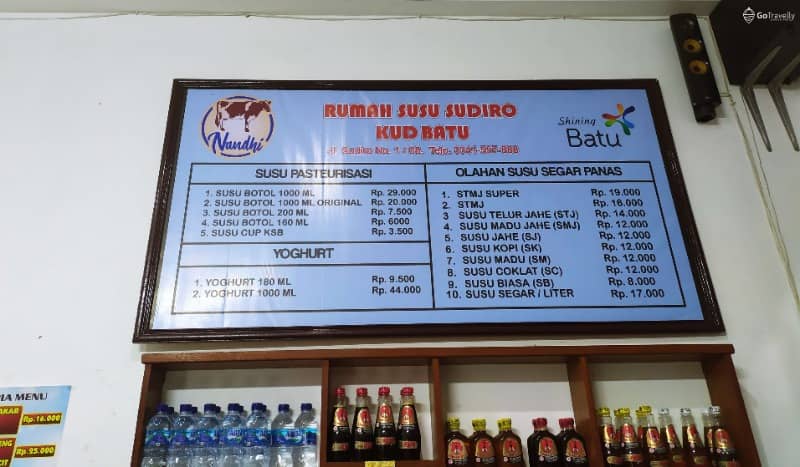 GoTravelly
Nandhi
RUMAH SUSU SUDIRO
KUD BATU
Shining
Batu
SUSU PASTEURISASI
1. SUSU BOTOL 1000 ML Rp. 29.000
2. SUSU BOTOL 1000 ML ORIGINAL Rp. 20.000
3. SUSU BOTOL 200 ML Rp. 7.500
4. SUSU BOTOL 160 ML Rp. 6000
5. SUSU CUP KSB Rp. 3.500
YOGHURT
1. YOGHURT 180 ML Rp. 9.500
2. YOGHURT 1000 ML Rp. 44.000
OLAHAN SUSU SEGAR PANAS
1. STMJ SUPER Rp. 19.000
2. STMJ Rp. 16.000
3 SUSU TELUR JAHE (STJ) Rp. 14.000
4. SUSU MADU JAHE (SMJ) Rp. 12.000
5. SUSU JAHE (SJ) Rp. 12.000
6. SUSU KOPI (SK) Rp. 12.000
7. SUSU MADU (SM) Rp. 12.000
8. SUSU COKLAT (SC) Rp. 12.000
9. SUSU BIASA (SB) Rp. 8.000
10. SUSU SEGAR / LITER Rp. 17.000
MENU
AKAR Rp.16.000
Rp.25.000